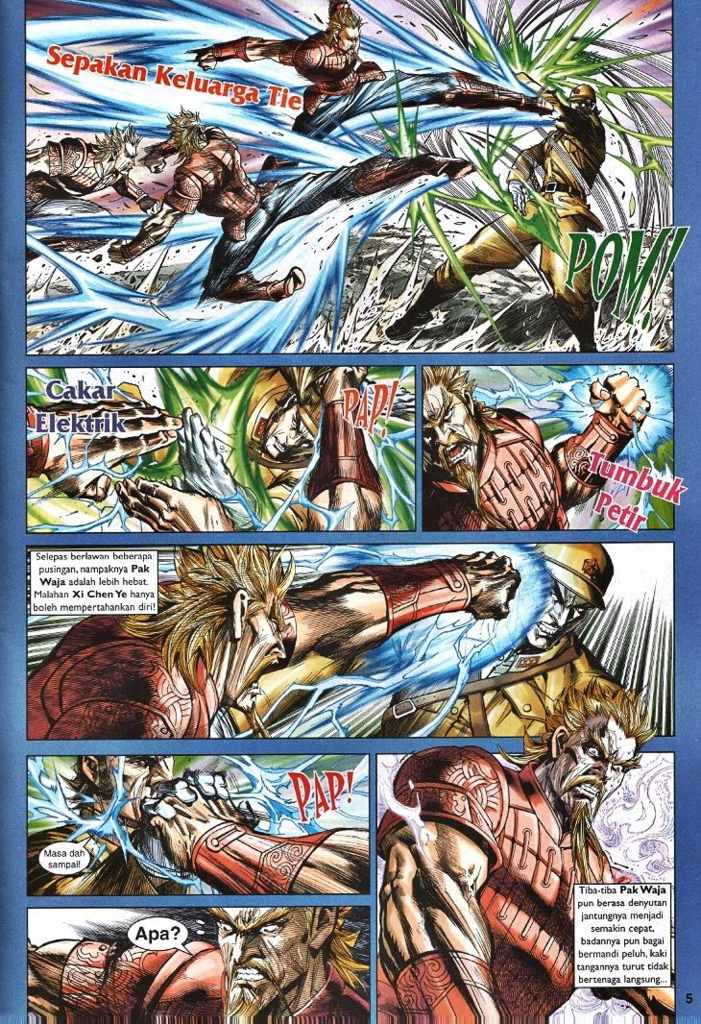 Sepakan Keluarga Tie
POM!
Cakar
Elektrik
PAP!
Tumbuk
Petir
Selepas berlawan beberapa
pusingan, nampaknya Pak
Waja adalah lebih hebat.
Malahan Xi Chen Ye hanya
boleh mempertahankan diri!
PAP!
Masa dah
sampai!
Apa?
Tiba-tiba Pak Waja
pun berasa denyutan
jantungnya menjadi
semakin cepat,
badannya pun bagai
bermandi peluh, kaki
tangannya turut tidak
bertenaga langsung...
5